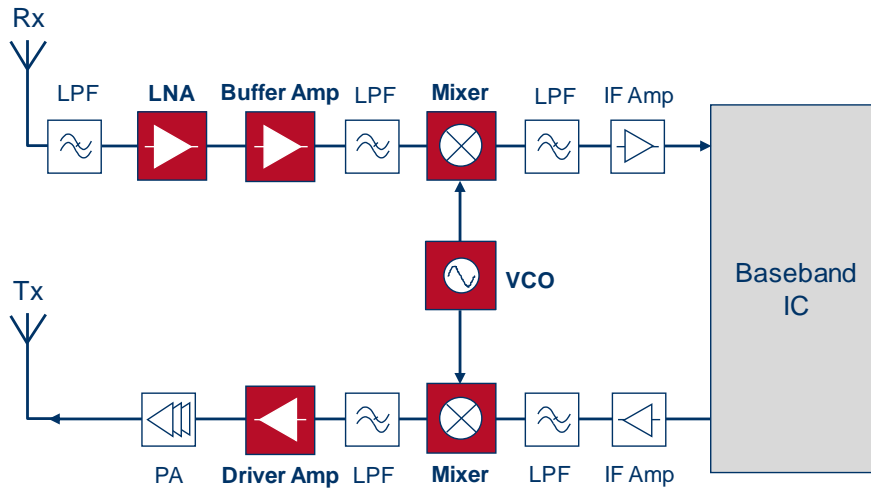 Rx
LPF
LNA
Buffer Amp
LPF
Mixer
LPF
IF Amp
VCO
Baseband
IC
Tx
PA
Driver Amp
LPF
Mixer
LPF
IF Amp